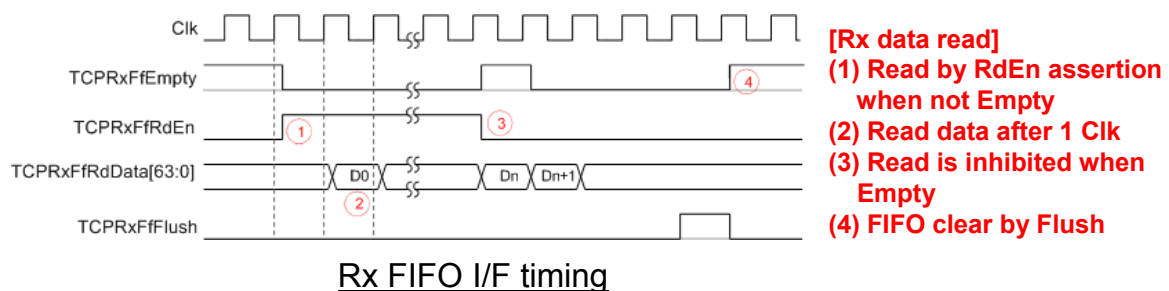 Clk
TCPRxFfEmpty
TCPRxFfRdEn
TCPRxFfRdData[63:0]
TCPRxFfFlush
1
2
3
4
D0
Dn
Dn+1
[Rx data read]
(1) Read by RdEn assertion
when not Empty
(2) Read data after 1 Clk
(3) Read is inhibited when
Empty
(4) FIFO clear by Flush
Rx FIFO I/F timing